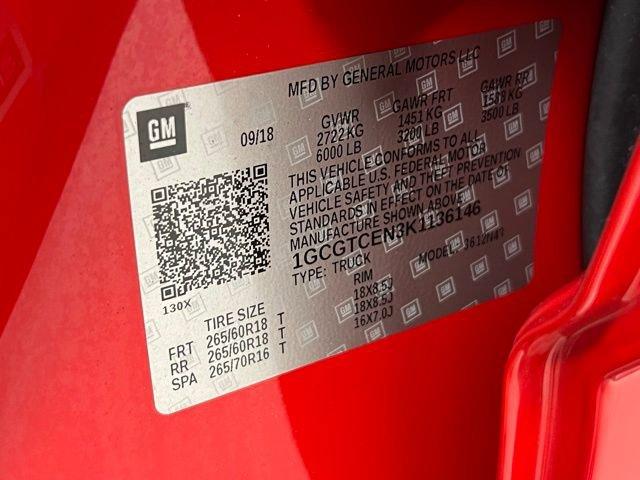 MFD BY GENERAL MOTORS LLC
GM
09/18
GVWR GAWR FRT GAWR RR
2722 KG 1451 KG 1588 KG
6000 LB 3200 LB 3500 LB
THIS VEHICLE CONFORMS TO ALL
APPLICABLE U.S. FEDERAL MOTOR
VEHICLE SAFETY AND THEFT PREVENTION
STANDARDS IN EFFECT ON THE DATE OF
MANUFACTURE SHOWN ABOVE.
1GCGTCEN3K1136146
TYPE: TRUCK MODEL:
130X
TIRE SIZE RIM
FRT 265/60R18 T 18X8.5J
RR 265/60R18 T 18X8.5J
SPA 265/70R16 T 16X7.0J